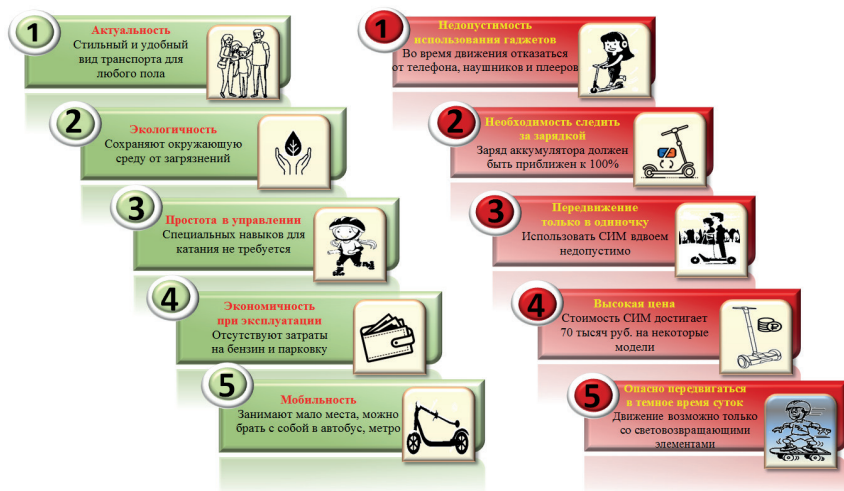 1
Актуальность
Стильный и удобный
вид транспорта для
любого пола
2
Экологичность
Сохраняют окружающую
среду от загрязнений
3
Простота в управлении
Специальных навыков для
катания не требуется
4
Экономичность
при эксплуатации
Отсутствуют затраты
на бензин и парковку
5
Мобильность
Занимают мало места, можно
брать с собой в автобус, метро
1
Недопустимость
использования гаджетов
Во время движения отказаться
от телефона, наушников и плееров
2
Необходимость следить
за зарядкой
Заряд аккумулятора должен
быть приближен к 100%
3
Передвижение
только в одиночку
Использовать СИМ вдвоем
недопустимо
4
Высокая цена
Стоимость СИМ достигает
70 тысяч руб. на некоторые
модели
5
Опасно передвигаться
в темное время суток
Движение возможно только
со световозвращающими
элементами